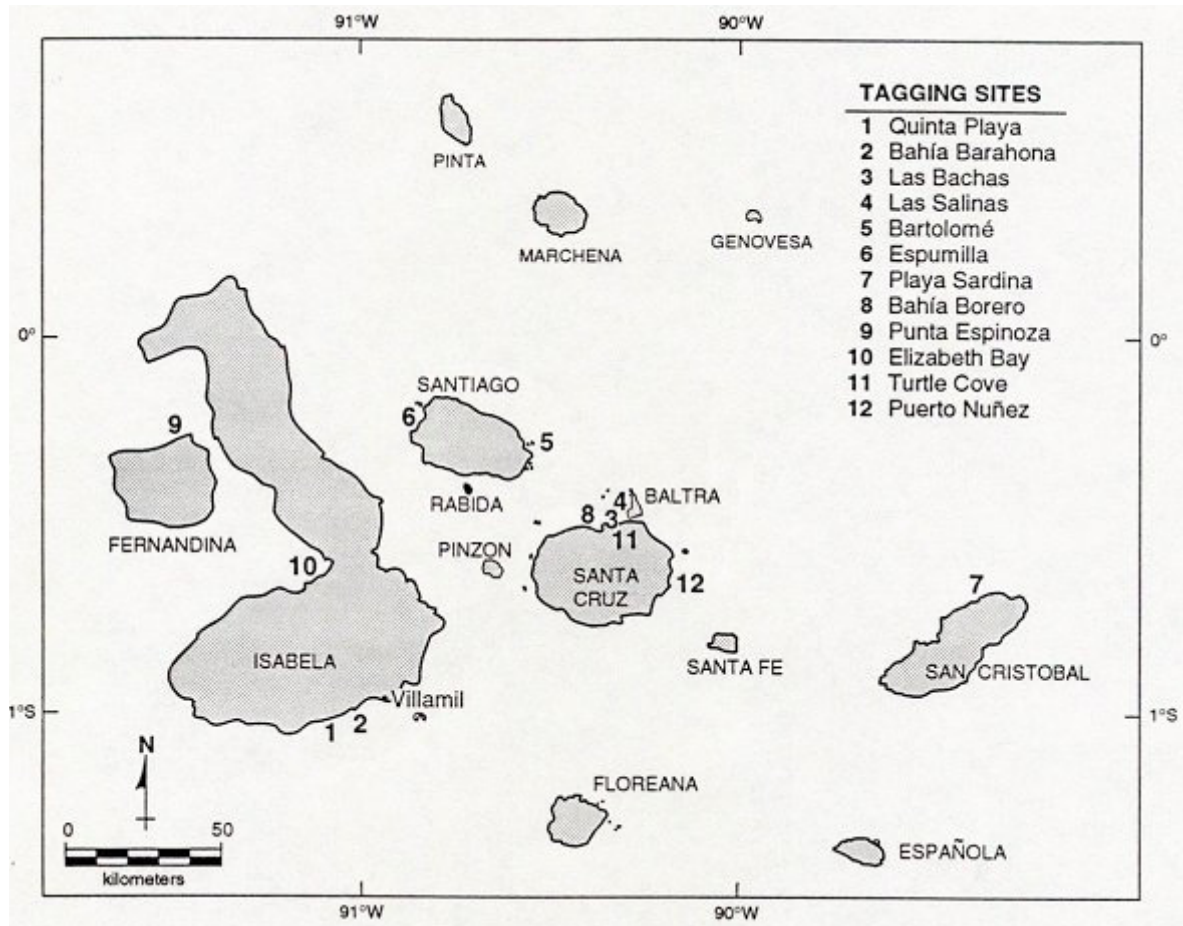 91°W 90°W
TAGGING SITES
1 Quinta Playa
2 Bahía Barahona
3 Las Bachas
4 Las Salinas
5 Bartolomé
6 Espumilla
7 Playa Sardina
8 Bahía Borero
9 Punta Espinoza
10 Elizabeth Bay
11 Turtle Cove
12 Puerto Nuñez
PINTA
MARCHENA
GENOVESA
0° 0°
SANTIAGO
6
9
5
RABIDA
4 BALTRA
8 3
11
FERNANDINA
PINZON
10
SANTA
CRUZ
12
7
ISABELA
SANTA FE
SAN CRISTOBAL
Villamil
1°S 1°S
1 2
N
FLOREANA
0 50
kilometers
ESPAÑOLA
91°W 90°W